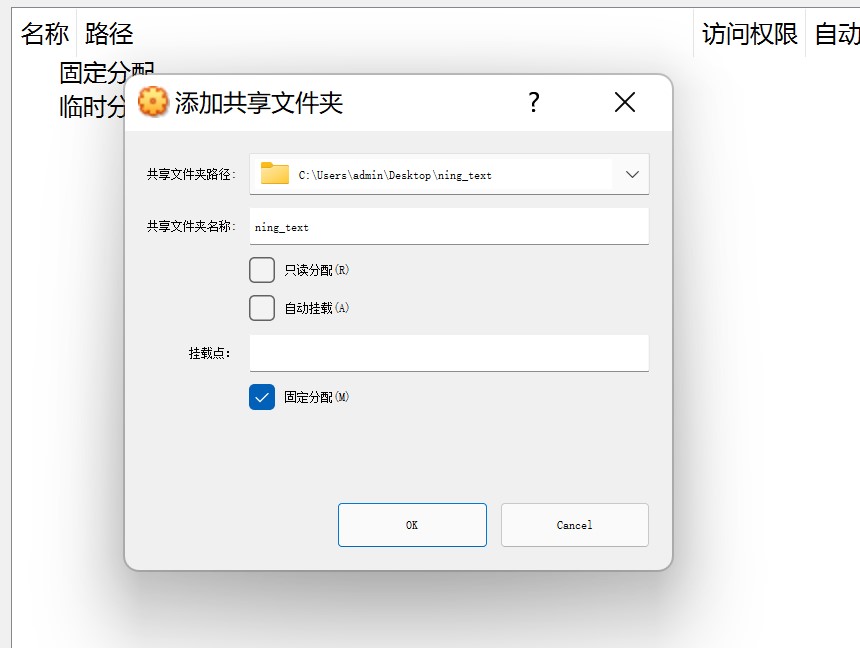 名称 路径 访问权限 自动
固定分配
临时分
添加共享文件夹 ?
共享文件夹路径: C:\Users\admin\Desktop\ning_text
共享文件夹名称: ning_text
只读分配(R)
自动挂载(A)
挂载点:
固定分配(M)
OK Cancel